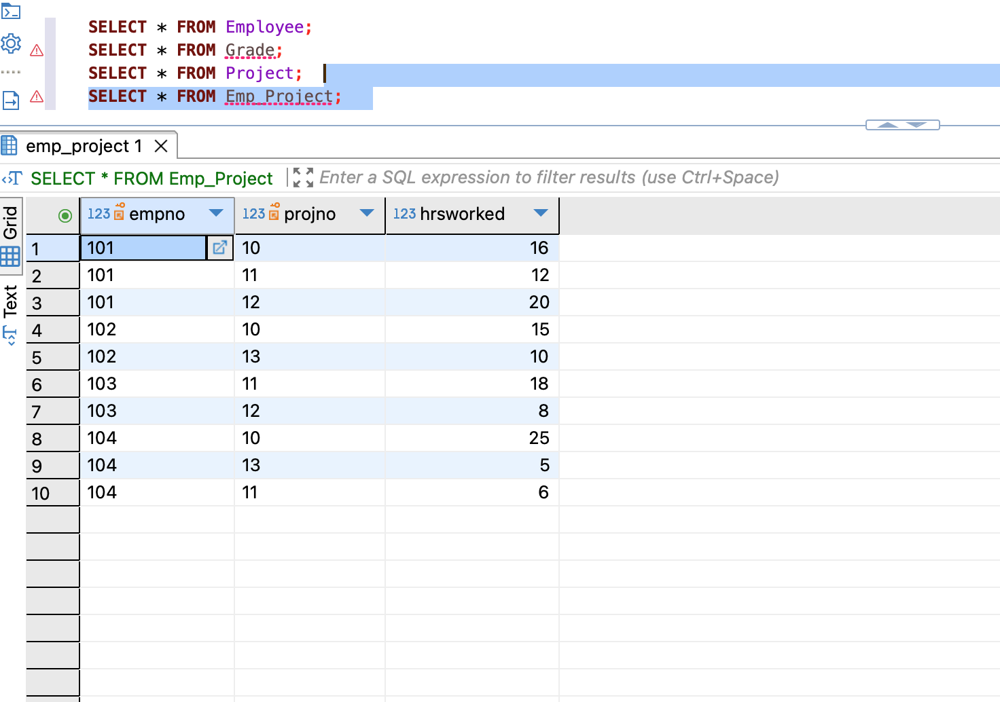 SELECT * FROM Employee;
SELECT * FROM Grade;
SELECT * FROM Project;
SELECT * FROM Emp_Project;
emp_project 1
SELECT * FROM Emp_Project Enter a SQL expression to filter results (use Ctrl+Space)
Grid
Text
123 empno 123 projno 123 hrsworked
1 101 10 16
2 101 11 12
3 101 12 20
4 102 10 15
5 102 13 10
6 103 11 18
7 103 12 8
8 104 10 25
9 104 13 5
10 104 11 6